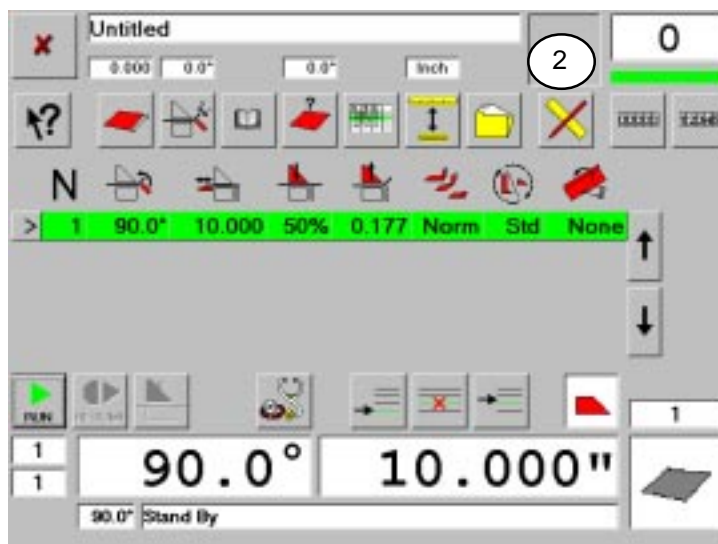 Untitled 0
2
0.000 0.0° 0.0° Inch
?
?
N
> 1 90.0° 10.000 50% 0.177 Norm Std None
RUN
1
1 90.0° 10.000"
1
90.0° Stand By